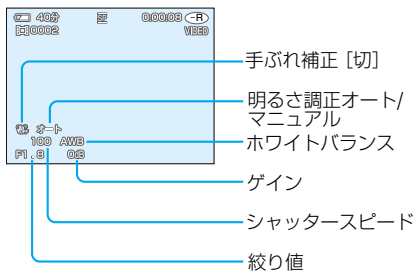 40分 SP 0:00:08 -R
0002 VIDEO
手ぶれ補正［切］
明るさ調正オート/
マニュアル
オート
100 AWB
ホワイトバランス
F1.8 0dB
ゲイン
シャッタースピード
絞り値